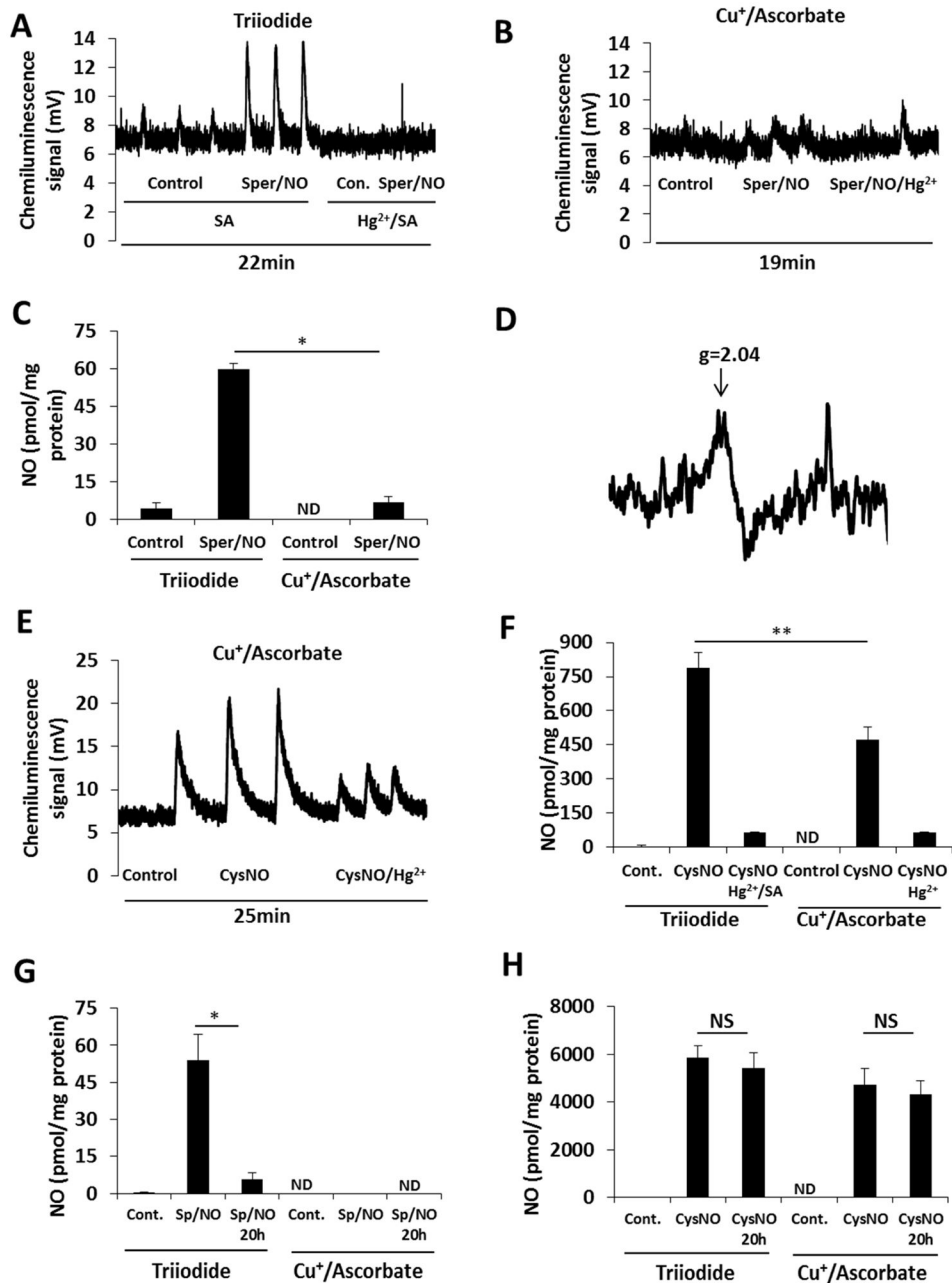 A
Triiodide
Chemiluminescence
signal (mV)
14
12
10
8
6
4
2
0
Control Sper/NO Con. Sper/NO
SA Hg²⁺/SA
22min
B
Cu⁺/Ascorbate
Chemiluminescence
signal (mV)
14
12
10
8
6
4
2
0
Control Sper/NO Sper/NO/Hg²⁺
19min
C
NO (pmol/mg
protein)
75
60
45
30
15
0
*
ND
Control Sper/NO Control Sper/NO
Triiodide Cu⁺/Ascorbate
D
g=2.04
E
Cu⁺/Ascorbate
Chemiluminescence
signal (mV)
25
20
15
10
5
0
Control CysNO CysNO/Hg²⁺
25min
F
NO (pmol/mg protein)
900
750
600
450
300
150
0
**
ND
Cont. CysNO CysNO Control CysNO CysNO
Hg²⁺/SA Hg²⁺
Triiodide Cu⁺/Ascorbate
G
NO (pmol/mg protein)
75
60
45
30
15
0
*
ND ND
Cont. Sp/NO Sp/NO Cont. Sp/NO Sp/NO
20h 20h
Triiodide Cu⁺/Ascorbate
H
NO (pmol/mg protein)
8000
6000
4000
2000
0
NS NS
ND
Cont. CysNO CysNO Cont. CysNO CysNO
20h 20h
Triiodide Cu⁺/Ascorbate